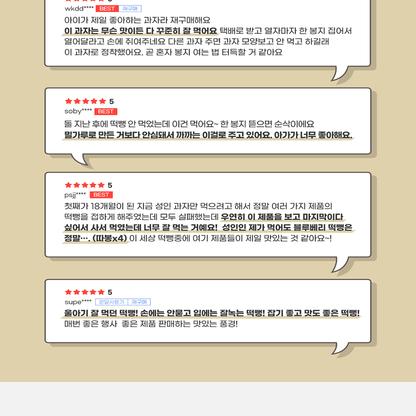 wkdd**** BEST 재구매
아이가 제일 좋아하는 과자라 재구매해요
이 과자는 무슨 맛이든 다 꾸준히 잘 먹어요 택배로 받고 열자마자 한 봉지 집어서
열어달라고 손에 쥐여주네요 다른 과자 주면 과자 모양보고 안 먹고 하길래
이 과자로 정착했어요. 곧 혼자 봉지 여는 법 터득할 거 같아요
★★★★★ 5
soby**** BEST
돌 지난 후에 떡뻥 안 먹었는데 이건 먹어요~ 한 봉지 뜯으면 순삭이에요
밀가루로 만든 거보다 안심돼서 까까는 이걸로 주고 있어요. 아가가 너무 좋아해요.
★★★★★ 5
psjj**** BEST
첫째가 18개월이 된 지금 성인 과자만 먹으려고 해서 정말 여러 가지 제품의
떡뻥을 접하게 해주었는데 모두 실패했는데 우연히 이 제품을 보고 마지막이다
싶어서 사서 먹였는데 너무 잘 먹는 거예요! 성인인 제가 먹어도 블루베리 떡뻥은
정말…. (따봉x4) 이 세상 떡뻥중에 여기 제품들이 제일 맛있는 것 같아요~!
★★★★★ 5
supe**** 재구매
울아기 잘 먹던 떡뻥! 손에는 안묻고 입에는 잘녹는 떡뻥! 잡기 좋고 맛도 좋은 떡뻥!
매번 좋은 행사 좋은 제품 판매하는 맛있는 풍경!